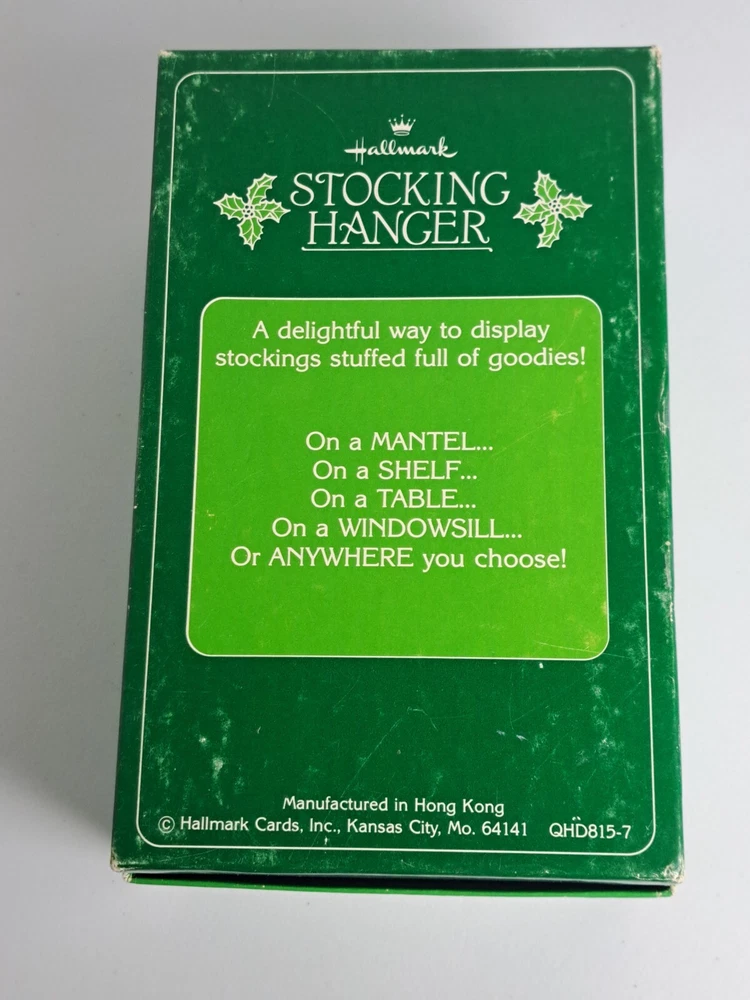 Hallmark
STOCKING
HANGER
A delightful way to display
stockings stuffed full of goodies!
On a MANTEL...
On a SHELF...
On a TABLE...
On a WINDOWSILL...
Or ANYWHERE you choose!
Manufactured in Hong Kong
© Hallmark Cards, Inc., Kansas City, Mo. 64141 QHD815-7